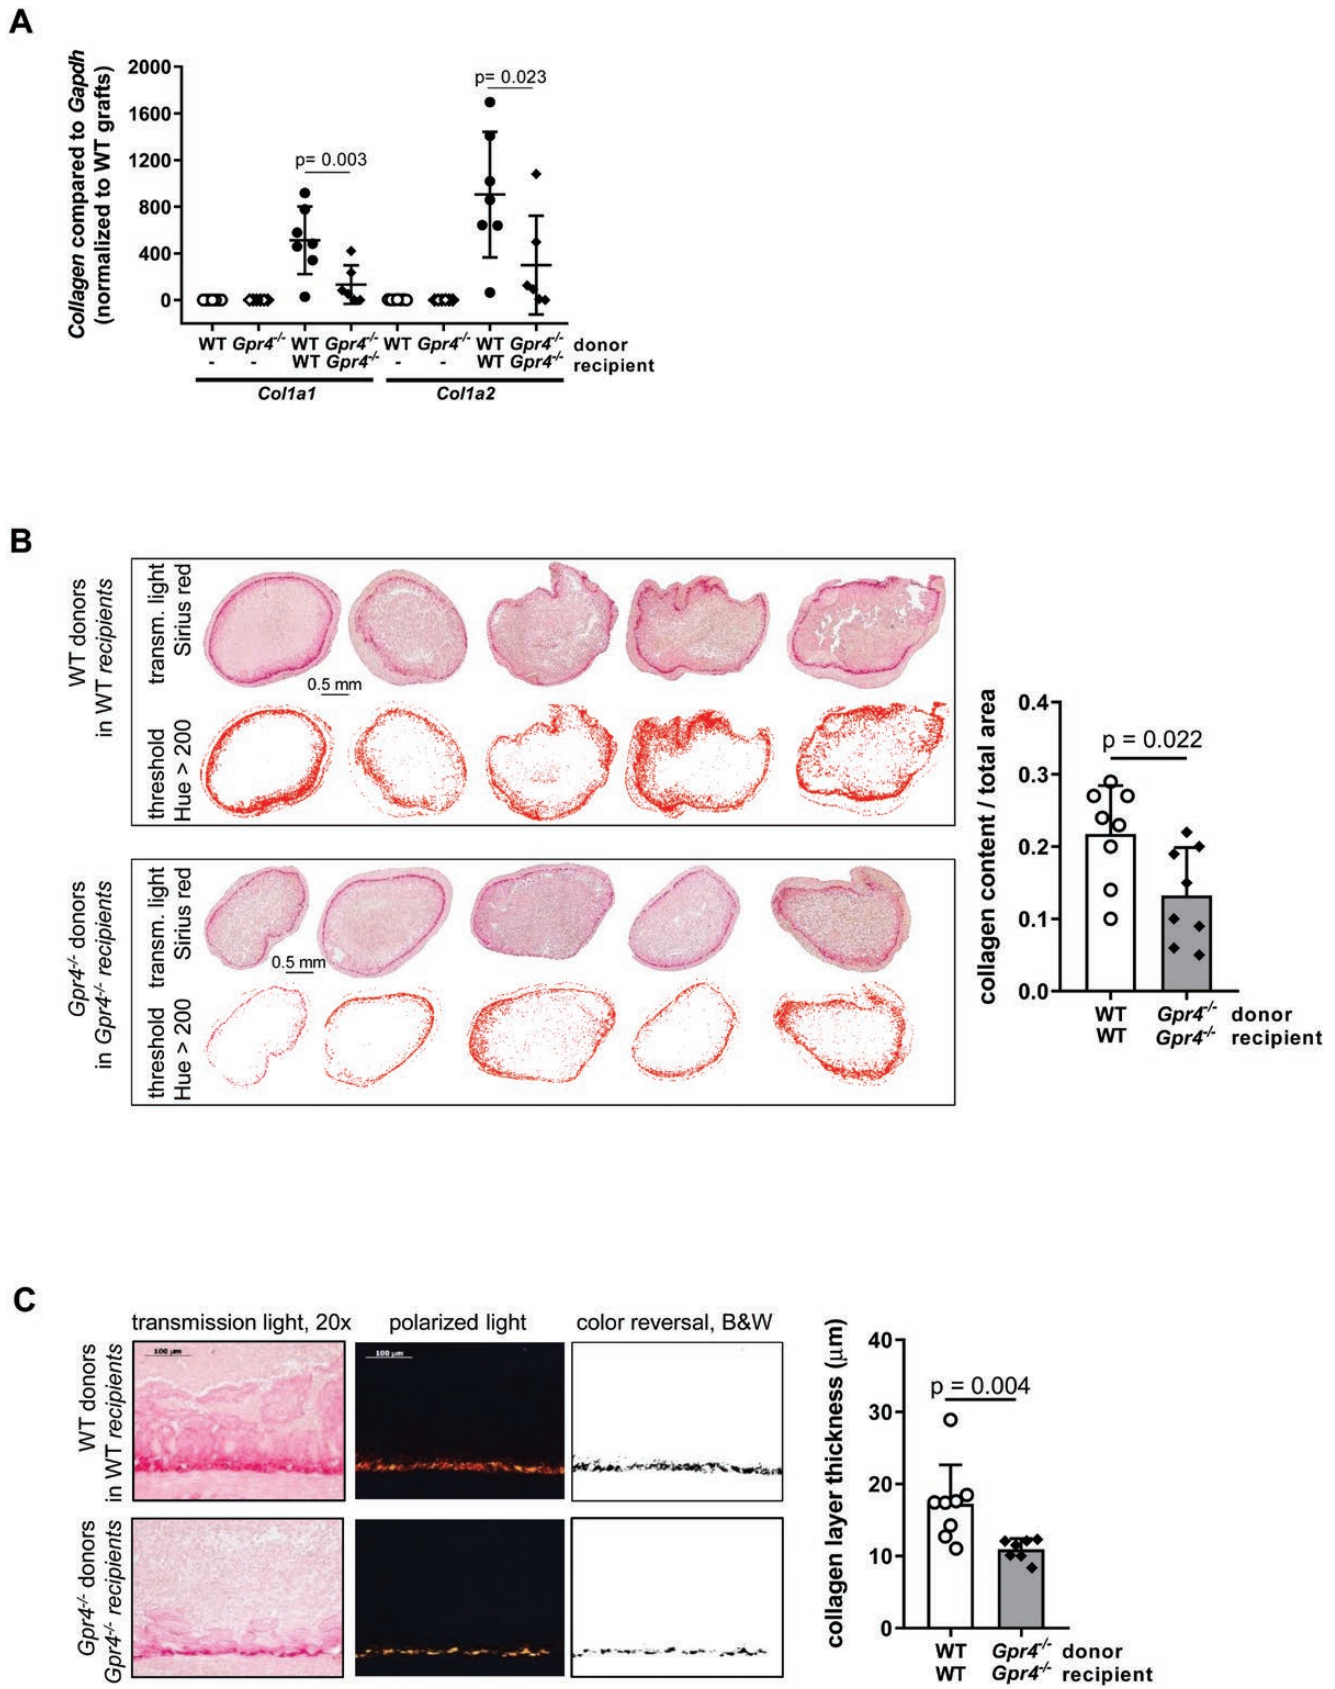 A
Collagen compared to Gapdh
(normalized to WT grafts)
2000
1600
1200
800
400
0
p= 0.003
p= 0.023
WT Gpr4-/- WT Gpr4-/- WT Gpr4-/- WT Gpr4-/- donor
- - WT Gpr4-/- - - WT Gpr4-/- recipient
Col1a1 Col1a2
B
WT donors
in WT recipients
transm. light
Sirius red
0.5 mm
threshold
Hue > 200
Gpr4-/- donors
in Gpr4-/- recipients
transm. light
Sirius red
0.5 mm
threshold
Hue > 200
collagen content / total area
0.4
0.3
0.2
0.1
0.0
p = 0.022
WT Gpr4-/- donor
WT Gpr4-/- recipient
C
transmission light, 20x polarized light color reversal, B&W
WT donors
in WT recipients
100 µm
100 µm
Gpr4-/- donors
Gpr4-/- recipients
collagen layer thickness (µm)
40
30
20
10
0
p = 0.004
WT Gpr4-/- donor
WT Gpr4-/- recipient